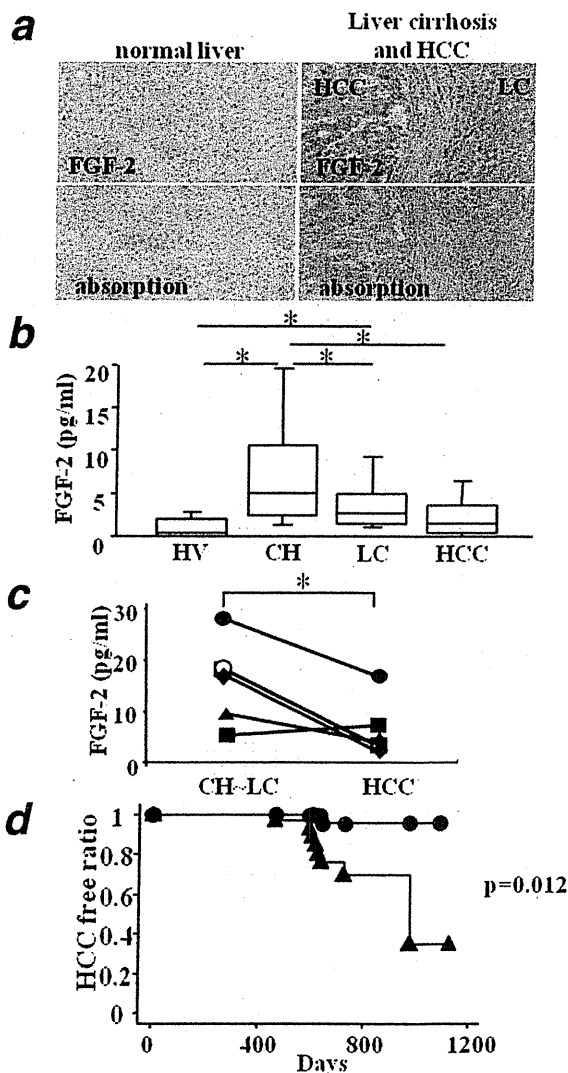 a
normal liver
Liver cirrhosis
and HCC
HCC
LC
FGF-2
FGF-2
absorption
absorption
b
*
*
*
*
FGF-2 (pg/ml)
20
15
10
5
0
HV
CH
LC
HCC
c
*
FGF-2 (pg/ml)
30
20
10
0
CH~LC
HCC
d
HCC free ratio
1
0.8
0.6
0.4
0.2
0
p=0.012
0
400
800
1200
Days